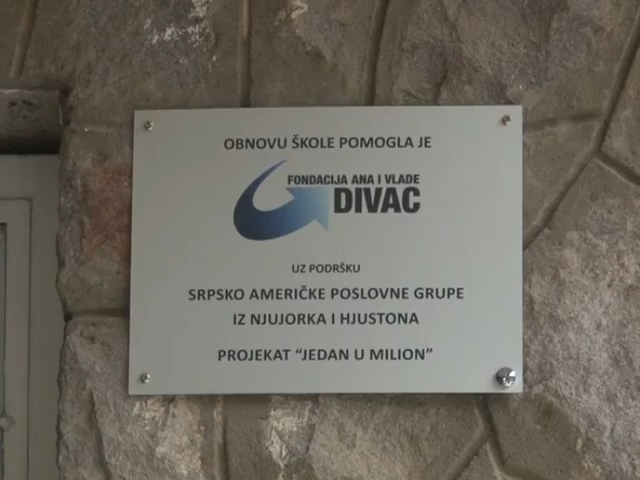 OBNOVU ŠKOLE POMOGLA JE
FONDACIJA ANA I VLADE
DIVAC
UZ PODRŠKU
SRPSKO AMERIČKE POSLOVNE GRUPE
IZ NJUJORKA I HJUSTONA
PROJEKAT “JEDAN U MILION”